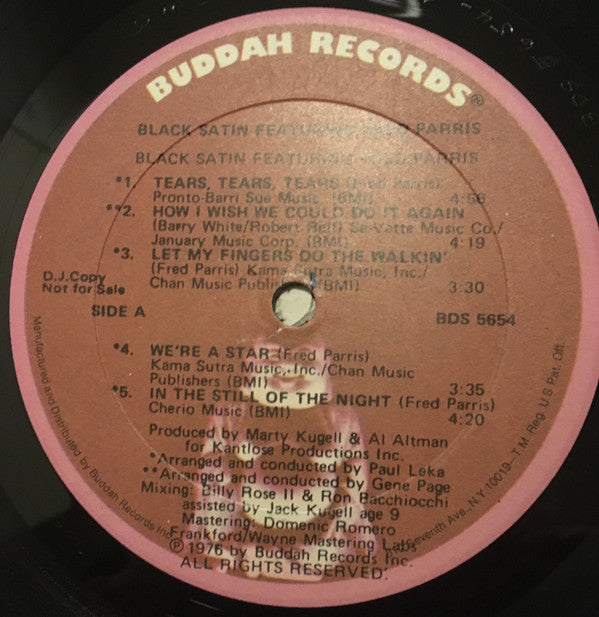 BUDDAH RECORDS®
BLACK SATIN FEATURING FRED PARRIS
BLACK SATIN FEATURING FRED PARRIS
*1. TEARS, TEARS, TEARS (Fred Parris)
Pronto-Barri Sue Music. (BMI) 4:56
**2. HOW I WISH WE COULD DO IT AGAIN
(Barry White/Robert Relf) Sa-Vette Music Co./
January Music Corp. (BMI) 4:19
*3. LET MY FINGERS DO THE WALKIN'
(Fred Parris) Kama Sutra Music, Inc./
Chan Music Publishers (BMI) 3:30
D.J.Copy
Not for Sale
SIDE A
BDS 5654
*4. WE'RE A STAR (Fred Parris)
Kama Sutra Music, Inc./Chan Music
Publishers (BMI) 3:35
*5. IN THE STILL OF THE NIGHT (Fred Parris)
Cherio Music (BMI) 4:20
Produced by Marty Kugell & Al Altman
for Kantlose Productions Inc.
*Arranged and conducted by Paul Leka
**Arranged and conducted by Gene Page
Mixing: Billy Rose II & Ron Bacchiocchi
assisted by Jack Kugell age 9
Mastering: Domenic Romero
Frankford/Wayne Mastering Labs
℗ 1976 by Buddah Records Inc.
ALL RIGHTS RESERVED.
Manufactured and Distributed by Buddah Records Inc. Seventh Ave., N.Y. 10019—T.M. Reg. U.S. Pat. Off.